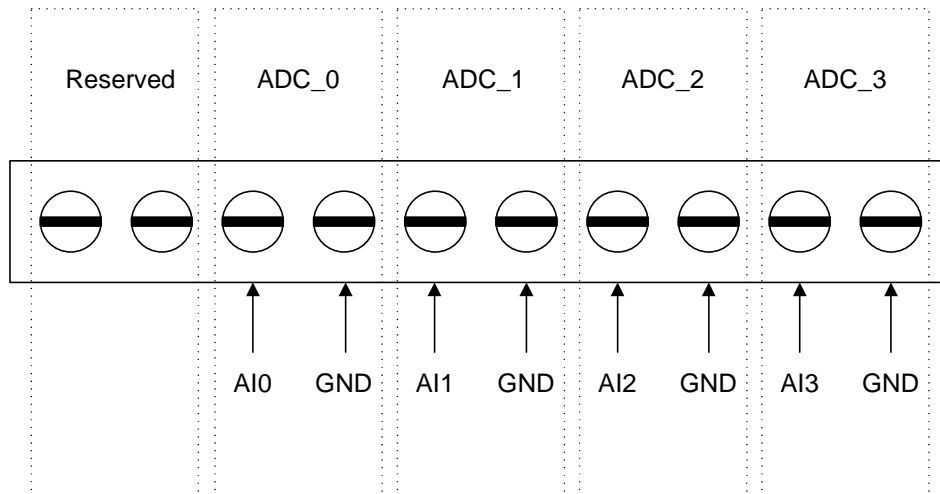 Reserved ADC_0 ADC_1 ADC_2 ADC_3
AI0 GND AI1 GND AI2 GND AI3 GND